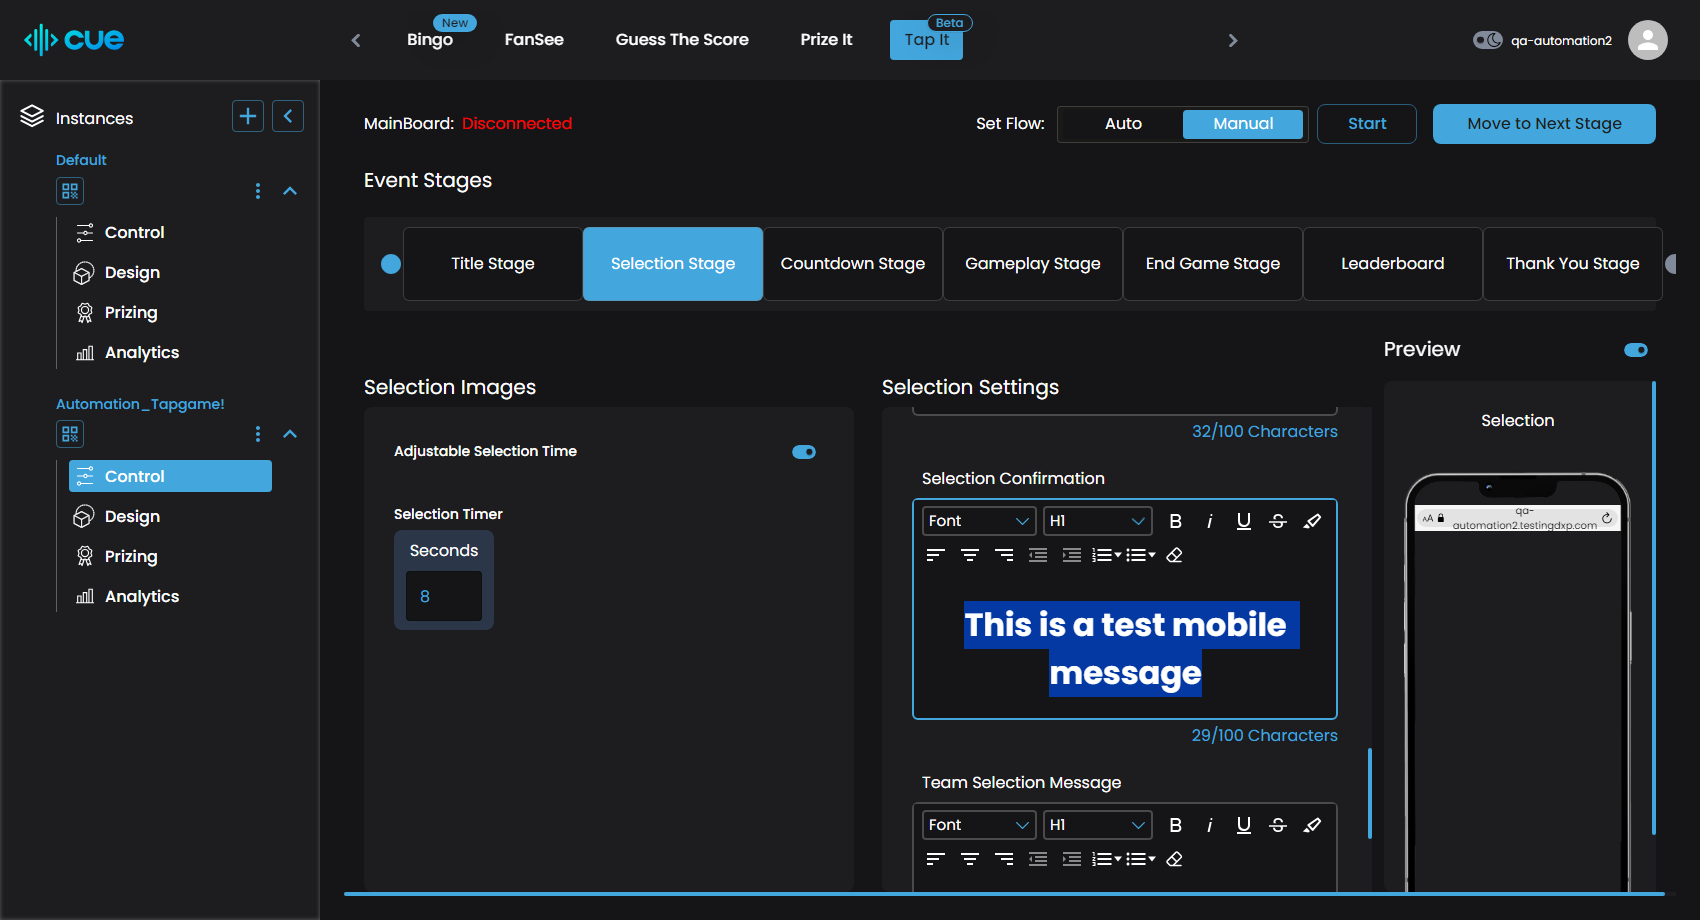 cue
Bingo
New
FanSee
Guess The Score
Prize It
Tap It
Beta
qa-automation2
Instances
Default
Control
Design
Prizing
Analytics
Automation_Tapgame!
Control
Design
Prizing
Analytics
MainBoard: Disconnected
Set Flow:
Auto
Manual
Start
Move to Next Stage
Event Stages
Title Stage
Selection Stage
Countdown Stage
Gameplay Stage
End Game Stage
Leaderboard
Thank You Stage
Selection Images
Adjustable Selection Time
Selection Timer
Seconds
8
Selection Settings
32/100 Characters
Selection Confirmation
Font
H1
B i U S
This is a test mobile
message
29/100 Characters
Team Selection Message
Font
H1
B i U S
Preview
Selection
AA
qa-
automation2.testingdxp.com